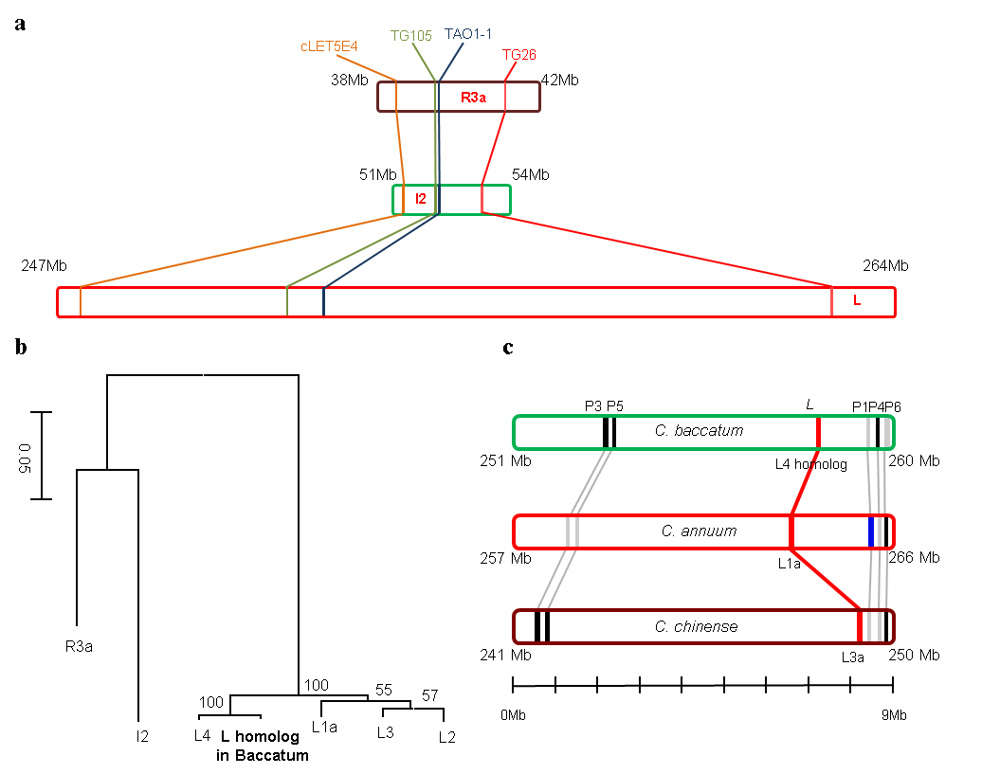 a
cLET5E4
TG105
TAO1-1
TG26
38Mb
42Mb
R3a
51Mb
54Mb
I2
247Mb
264Mb
L
b
0.05
R3a
I2
100
100
55
57
L4
L homolog
in Baccatum
L1a
L3
L2
c
P3 P5
L
P1P4P6
C. baccatum
251 Mb
L4 homolog
260 Mb
C. annuum
257 Mb
L1a
266 Mb
C. chinense
241 Mb
L3a
250 Mb
0Mb
9Mb